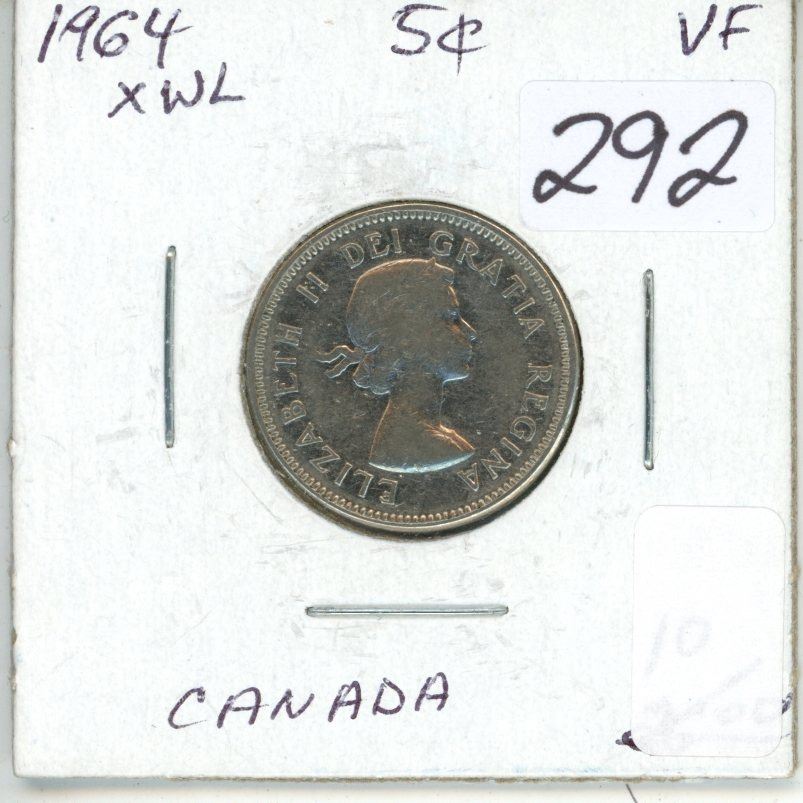 1964 5¢ VF
XWL
292
ELIZABETH II DEI GRATIA REGINA
10
CANADA